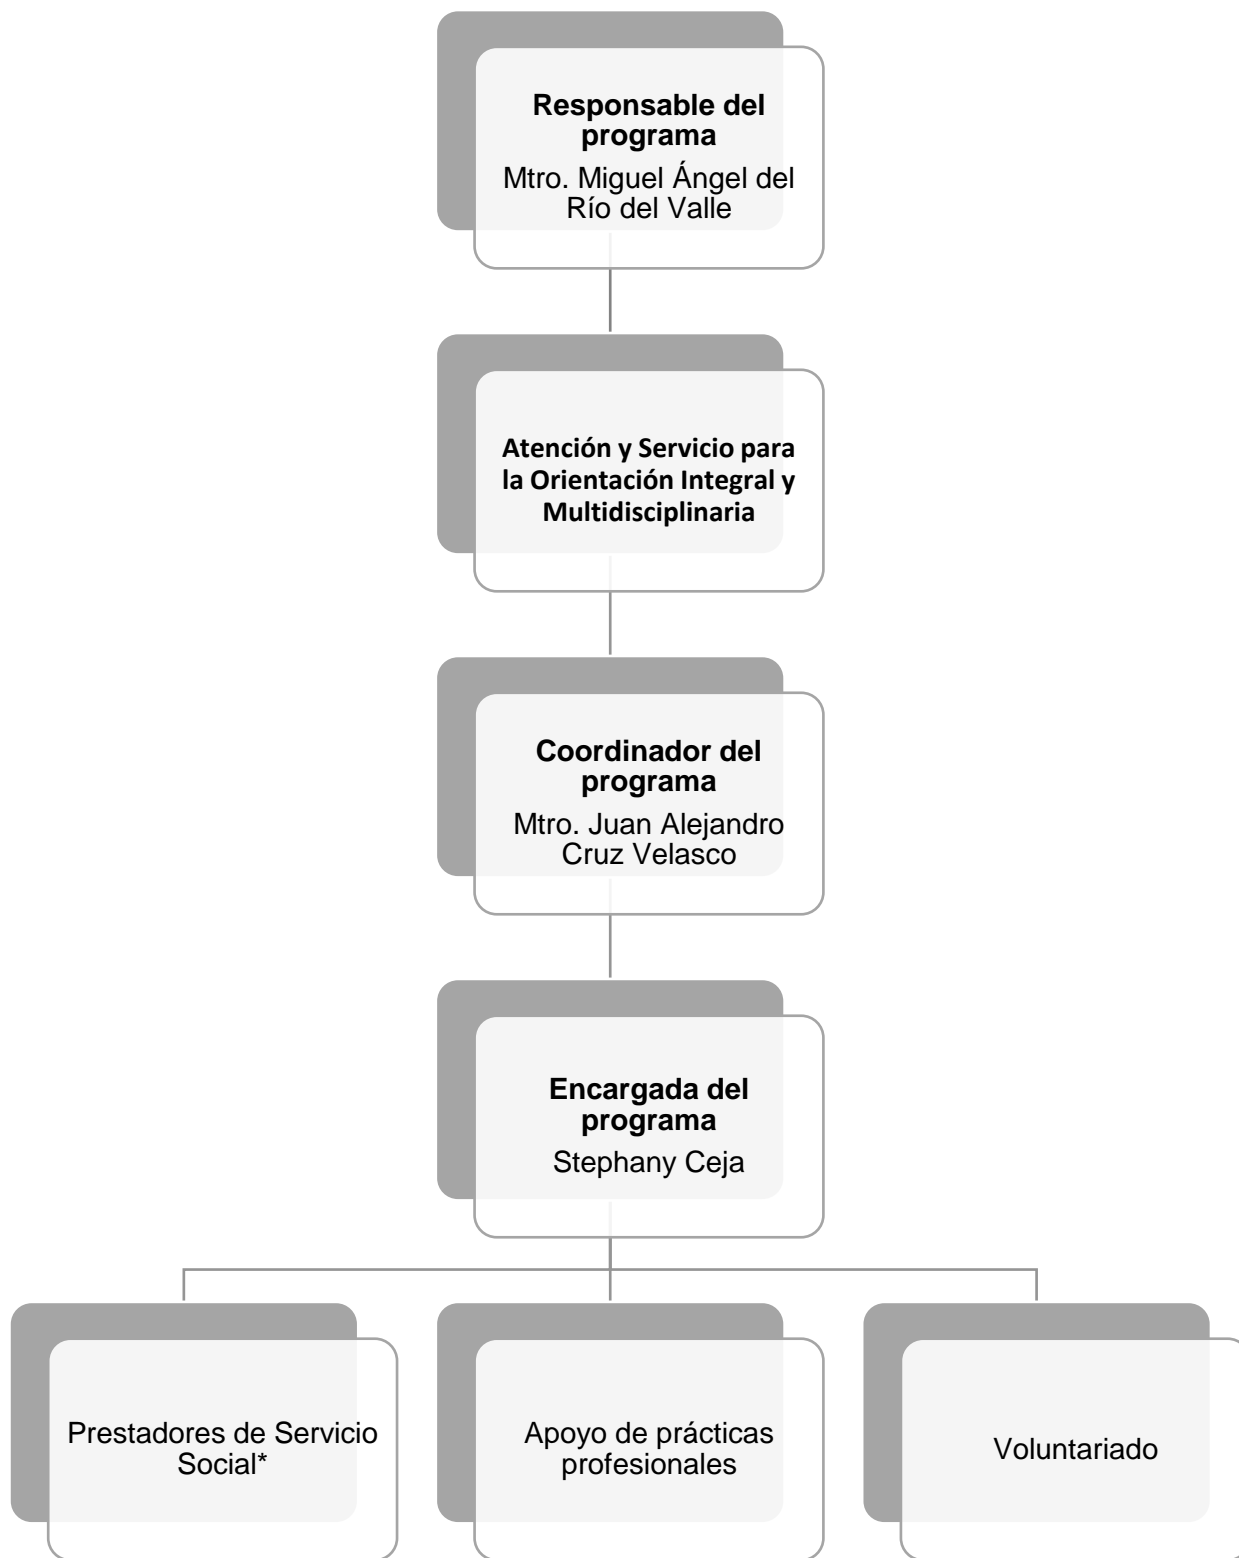 Responsable del
programa
Mtro. Miguel Ángel del
Río del Valle
Atención y Servicio para
la Orientación Integral y
Multidisciplinaria
Coordinador del
programa
Mtro. Juan Alejandro
Cruz Velasco
Encargada del
programa
Stephany Ceja
Prestadores de Servicio
Social*
Apoyo de prácticas
profesionales
Voluntariado